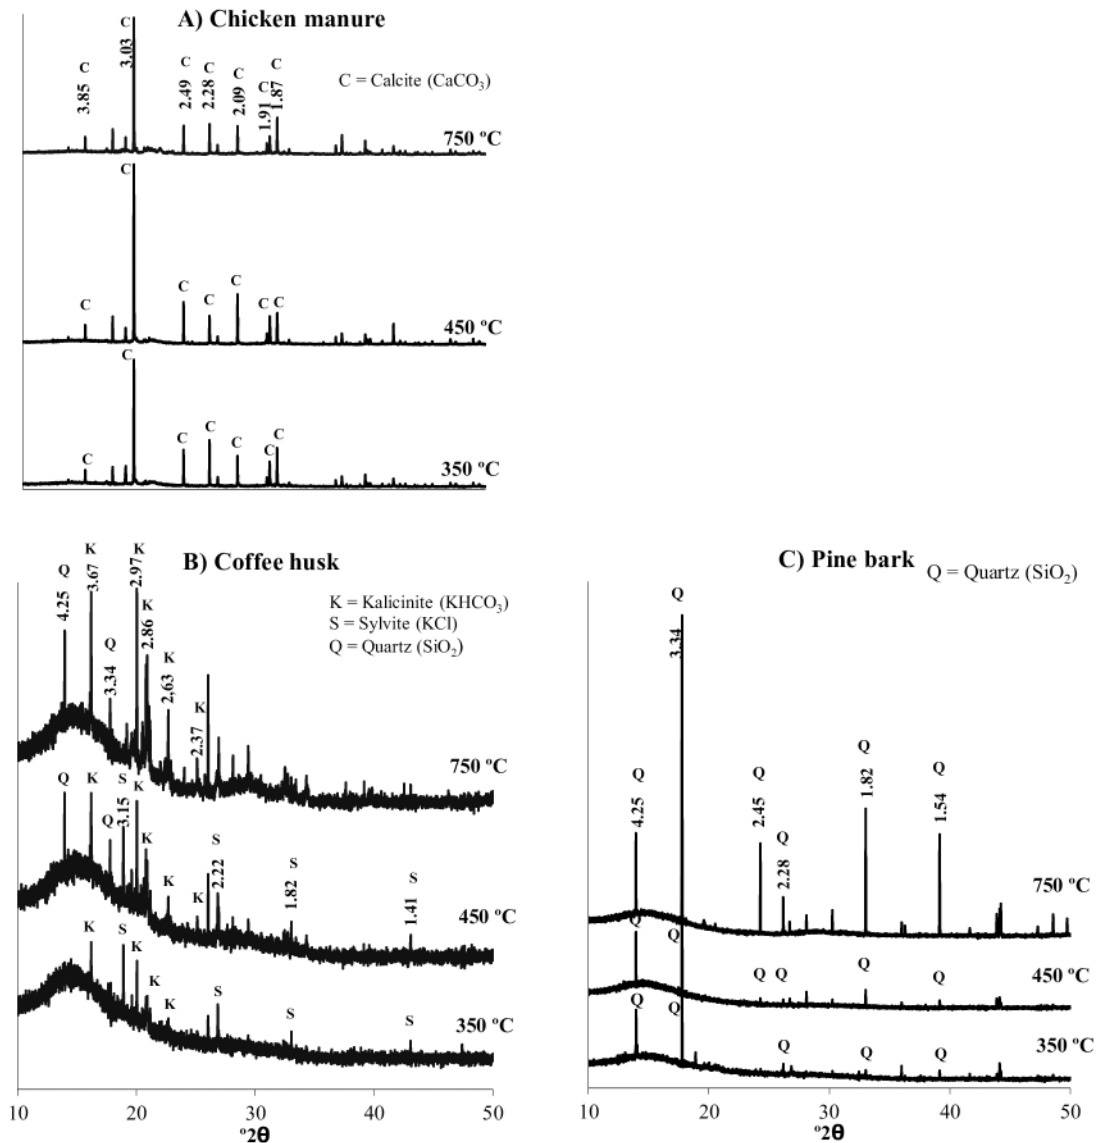 A) Chicken manure
C = Calcite (CaCO₃)
C C C C C C C C
3.85 3.03 2.49 2.28 2.09 1.91 1.87
750 ºC
C C C C C C C
450 ºC
C C C C C C C
350 ºC
B) Coffee husk
K = Kalicinite (KHCO₃)
S = Sylvite (KCl)
Q = Quartz (SiO₂)
Q K Q K K K K
4.25 3.67 3.34 2.97 2.86 2,63 2.37
750 ºC
Q K Q S K K K K S S S
3.15 2.22 1.82 1.41
450 ºC
K S K K K S S S
350 ºC
10 20 30 40 50
º2θ
C) Pine bark
Q = Quartz (SiO₂)
Q Q Q Q Q Q
4.25 3.34 2.45 2.28 1.82 1.54
750 ºC
Q Q Q Q Q Q
450 ºC
Q Q Q Q Q
350 ºC
10 20 30 40 50
º2θ